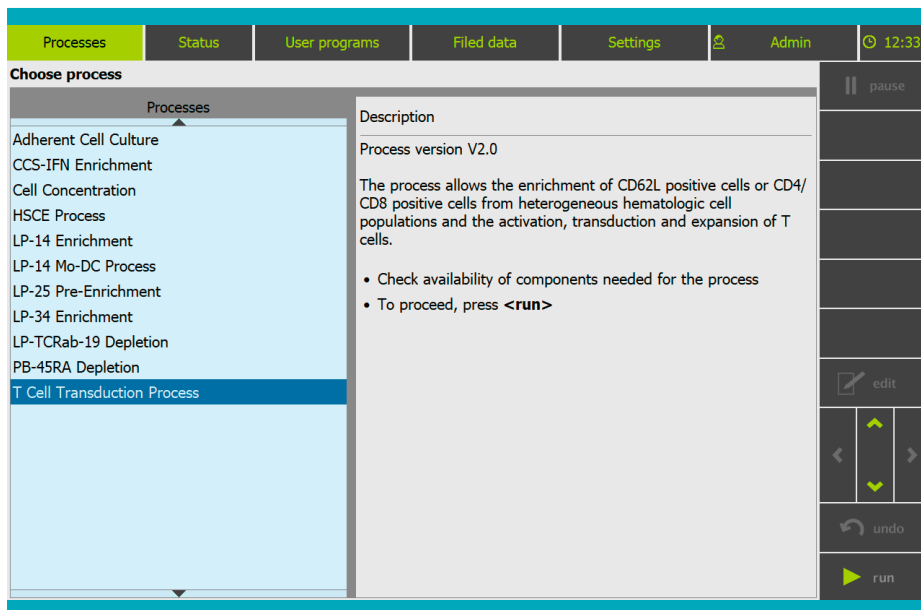 Processes
Status
User programs
Filed data
Settings
Admin
12:33
Choose process
pause
Processes
Adherent Cell Culture
CCS-IFN Enrichment
Cell Concentration
HSCE Process
LP-14 Enrichment
LP-14 Mo-DC Process
LP-25 Pre-Enrichment
LP-34 Enrichment
LP-TCRab-19 Depletion
PB-45RA Depletion
T Cell Transduction Process
Description
Process version V2.0
The process allows the enrichment of CD62L positive cells or CD4/
CD8 positive cells from heterogeneous hematologic cell
populations and the activation, transduction and expansion of T
cells.
• Check availability of components needed for the process
• To proceed, press <run>
edit
undo
run